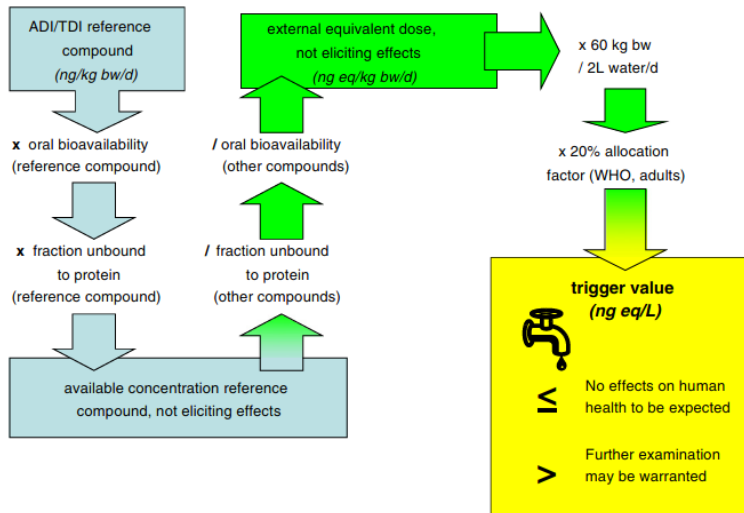 ADI/TDI reference
compound
(ng/kg bw/d)
x oral bioavailability
(reference compound)
x fraction unbound
to protein
(reference compound)
available concentration reference
compound, not eliciting effects
/ fraction unbound
to protein
(other compounds)
/ oral bioavailability
(other compounds)
external equivalent dose,
not eliciting effects
(ng eq/kg bw/d)
x 60 kg bw
/ 2L water/d
x 20% allocation
factor (WHO, adults)
trigger value
(ng eq/L)
≤ No effects on human
health to be expected
> Further examination
may be warranted